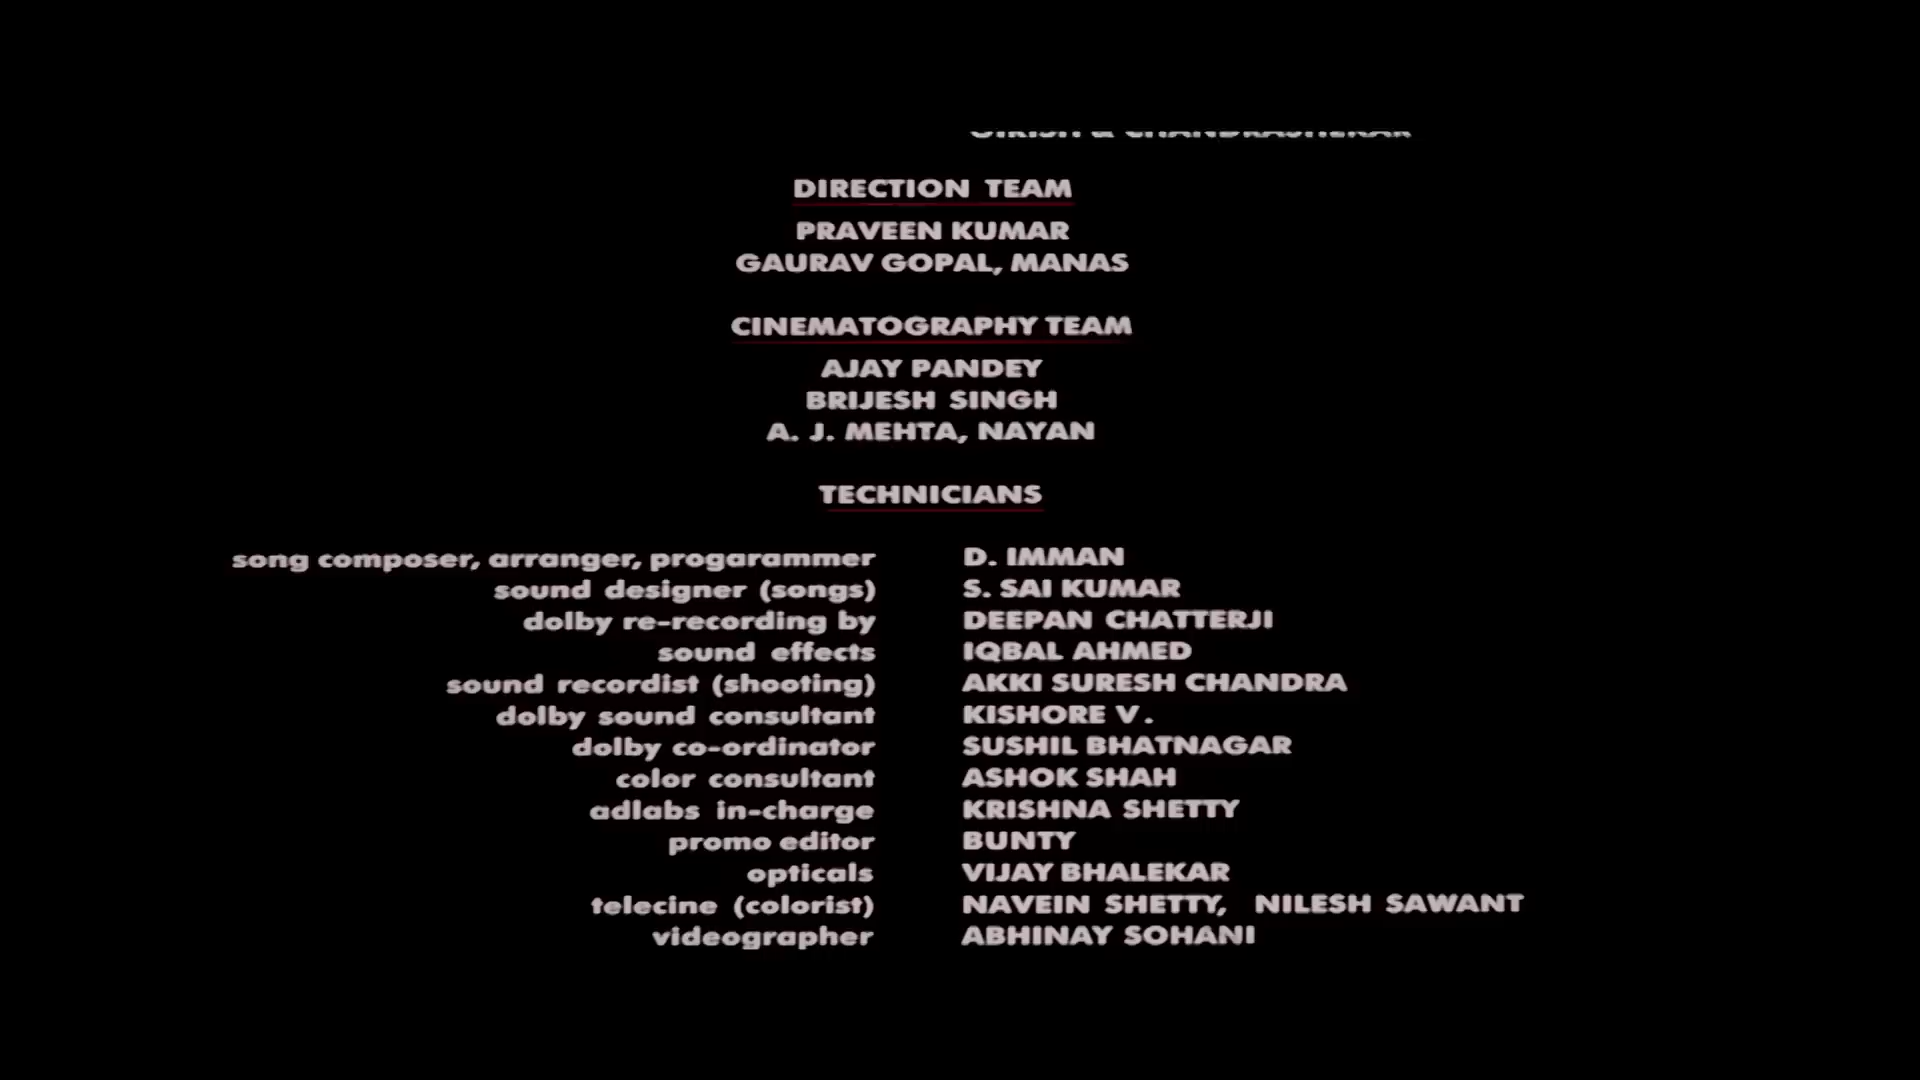 DIRECTION TEAM
PRAVEEN KUMAR
GAURAV GOPAL, MANAS
CINEMATOGRAPHY TEAM
AJAY PANDEY
BRIJESH SINGH
A. J. MEHTA, NAYAN
TECHNICIANS
song composer, arranger, progarammer D. IMMAN
sound designer (songs) S. SAI KUMAR
dolby re-recording by DEEPAN CHATTERJI
sound effects IQBAL AHMED
sound recordist (shooting) AKKI SURESH CHANDRA
dolby sound consultant KISHORE V.
dolby co-ordinator SUSHIL BHATNAGAR
color consultant ASHOK SHAH
adlabs in-charge KRISHNA SHETTY
promo editor BUNTY
opticals VIJAY BHALEKAR
telecine (colorist) NAVEIN SHETTY, NILESH SAWANT
videographer ABHINAY SOHANI